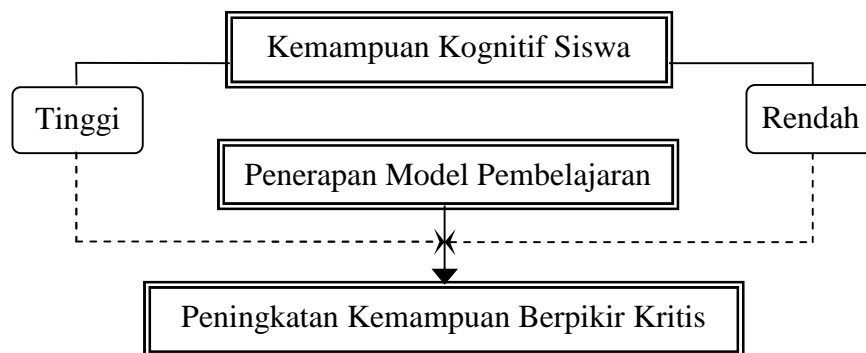 Kemampuan Kognitif Siswa
Tinggi
Rendah
Penerapan Model Pembelajaran
Peningkatan Kemampuan Berpikir Kritis